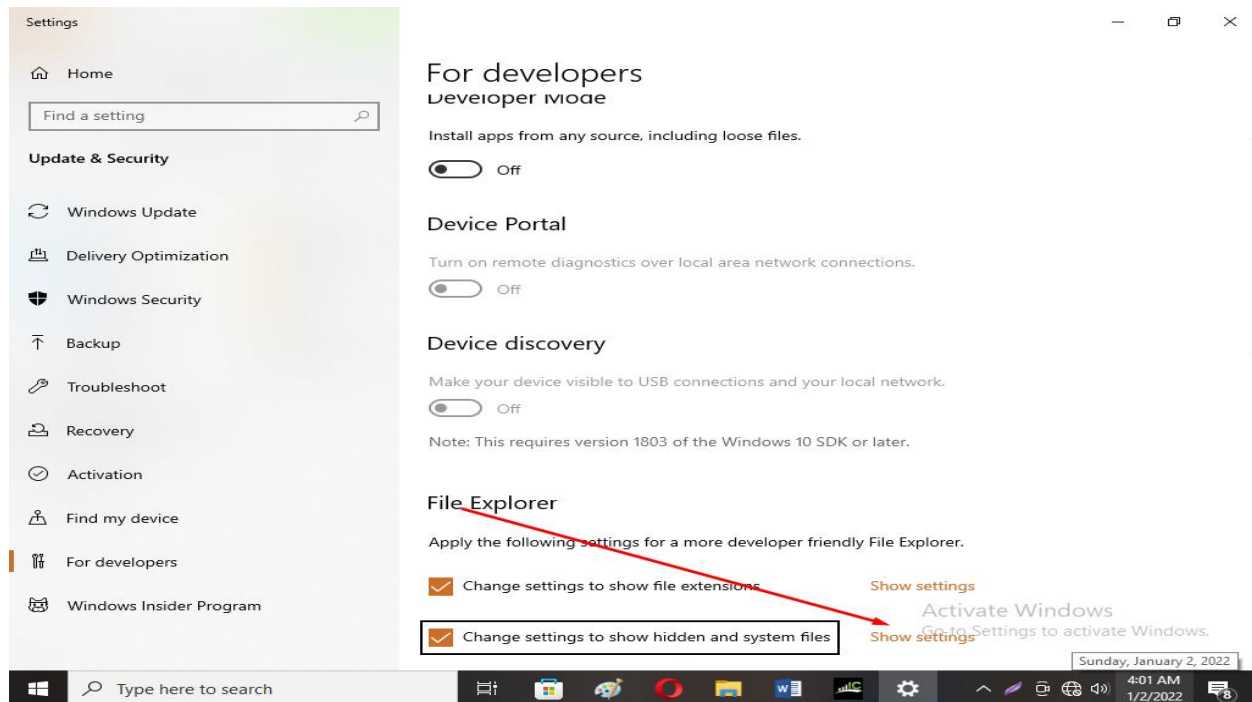 Settings
Home
Find a setting
Update & Security
Windows Update
Delivery Optimization
Windows Security
Backup
Troubleshoot
Recovery
Activation
Find my device
For developers
Windows Insider Program
For developers
Developer Mode
Install apps from any source, including loose files.
Off
Device Portal
Turn on remote diagnostics over local area network connections.
Off
Device discovery
Make your device visible to USB connections and your local network.
Off
Note: This requires version 1803 of the Windows 10 SDK or later.
File Explorer
Apply the following settings for a more developer friendly File Explorer.
Change settings to show file extensions Show settings
Change settings to show hidden and system files Show settings
Activate Windows
Go to Settings to activate Windows.
Sunday, January 2, 2022
Type here to search
4:01 AM
1/2/2022
8